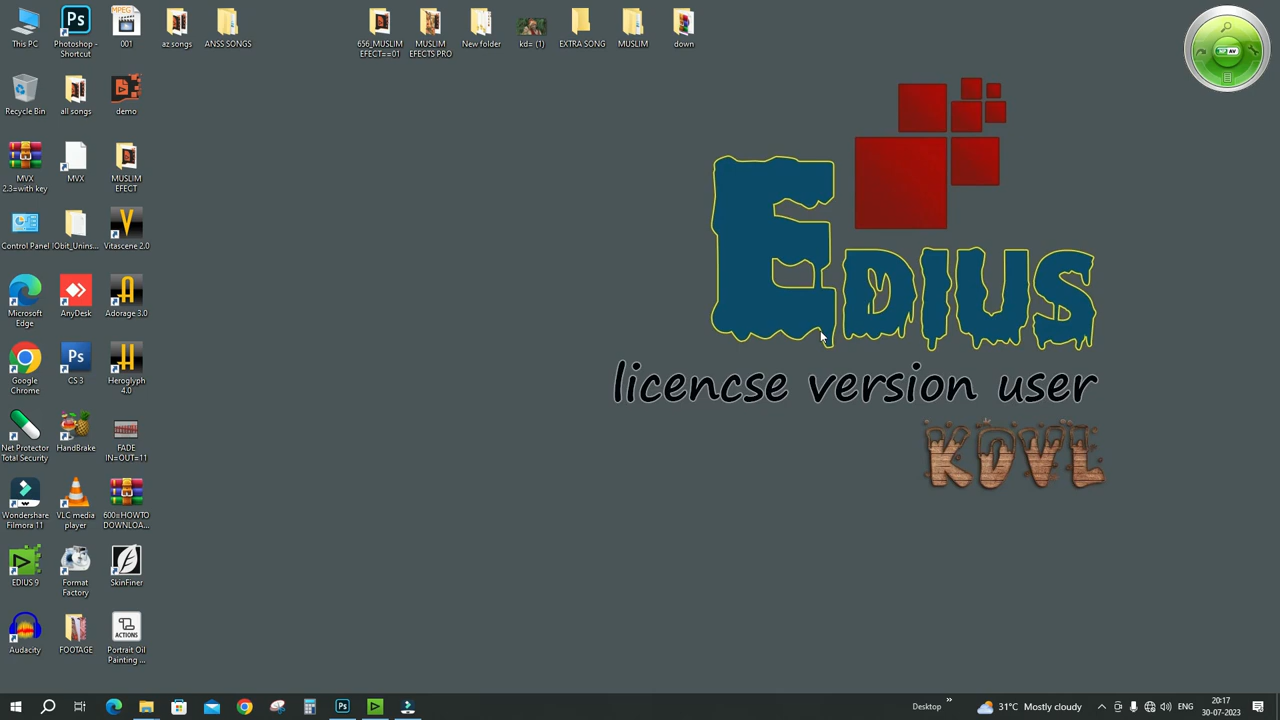 This PC
Photoshop -
Shortcut
001
az songs
ANSS SONGS
656_MUSLIM
EFECT==01
MUSLIM
EFFECTS PRO
New folder
kd= (1)
EXTRA SONG
MUSLIM
down
Recycle Bin
all songs
demo
MVX
2.3=with key
MVX
MUSLIM
EFFECT
Control Panel
IObit_Unins...
Vitascene 2.0
Microsoft
Edge
AnyDesk
Adorage 3.0
Google
Chrome
CS 3
Heroglyph
4.0
Net Protector
Total Security
HandBrake
FADE
IN=OUT=11
Wondershare
Filmora 11
VLC media
player
600=HOWTO
DOWNLOA...
EDIUS 9
Format
Factory
SkinFiner
Audacity
FOOTAGE
ACTIONS
Portrait Oil
Painting ...
MPEG
EDIUS
licencse version user
KDVL
Desktop
31°C Mostly cloudy
ENG
20:17
30-07-2023